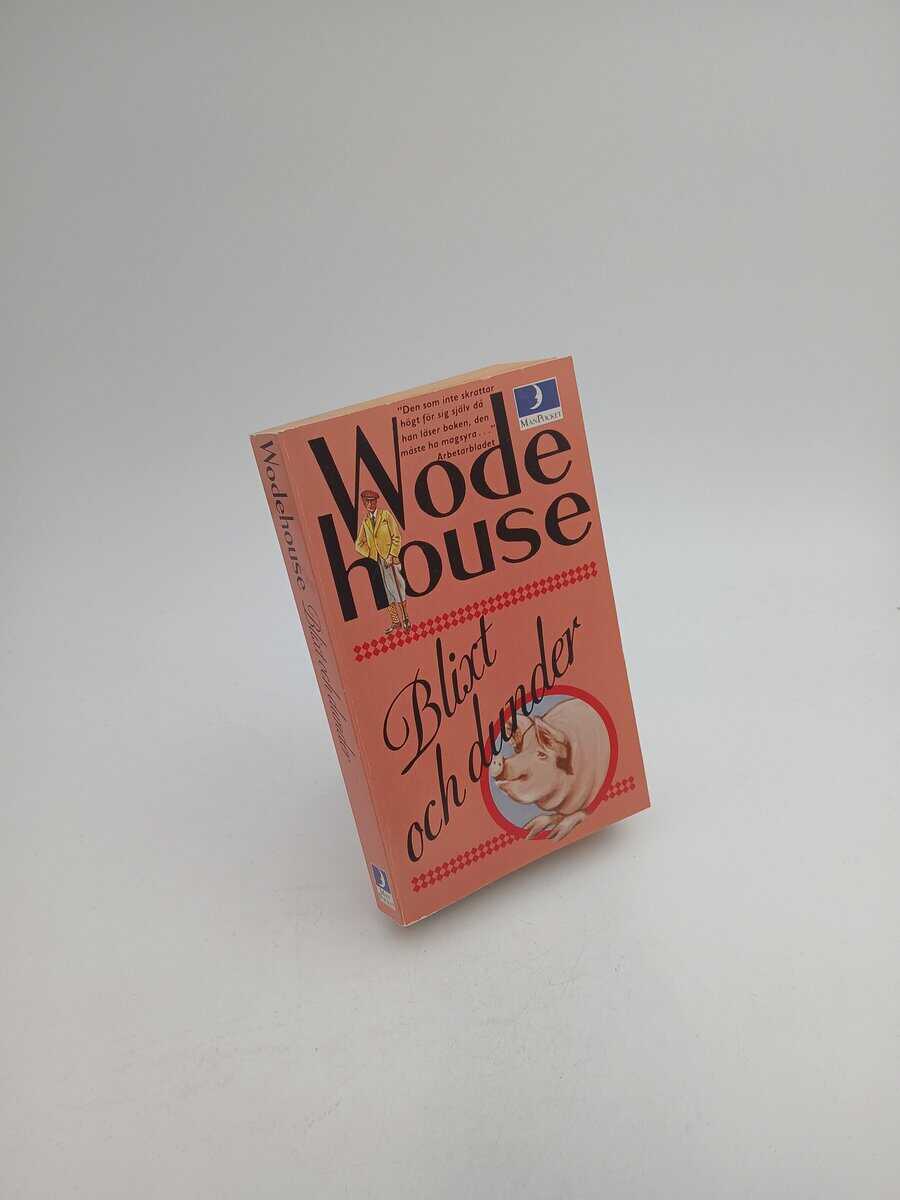 "Den som inte skrattar
högt för sig själv då
han läser boken, den
måste ha magsyra..."
Arbetarbladet
MånPocket
Wode
house
Blixt
och dunder
Wodehouse Blixt och dunder